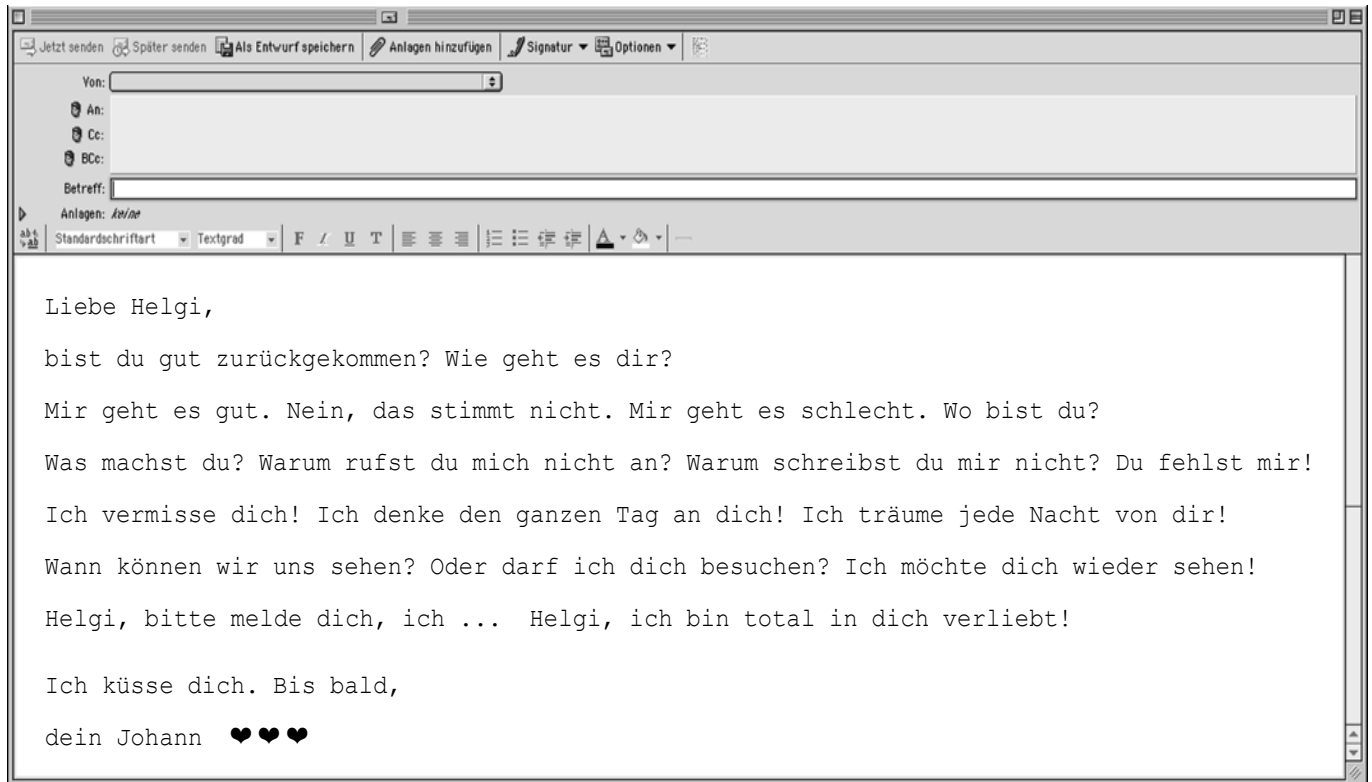 Jetzt senden Später senden Als Entwurf speichern Anlagen hinzufügen Signatur Optionen
Von:
An:
Cc:
BCc:
Betreff:
Anlagen: keine
Standardschriftart Textgrad F I U T A
Liebe Helgi,
bist du gut zurückgekommen? Wie geht es dir?
Mir geht es gut. Nein, das stimmt nicht. Mir geht es schlecht. Wo bist du?
Was machst du? Warum rufst du mich nicht an? Warum schreibst du mir nicht? Du fehlst mir!
Ich vermisse dich! Ich denke den ganzen Tag an dich! Ich träume jede Nacht von dir!
Wann können wir uns sehen? Oder darf ich dich besuchen? Ich möchte dich wieder sehen!
Helgi, bitte melde dich, ich ... Helgi, ich bin total in dich verliebt!
Ich küsse dich. Bis bald,
dein Johann ❤❤❤